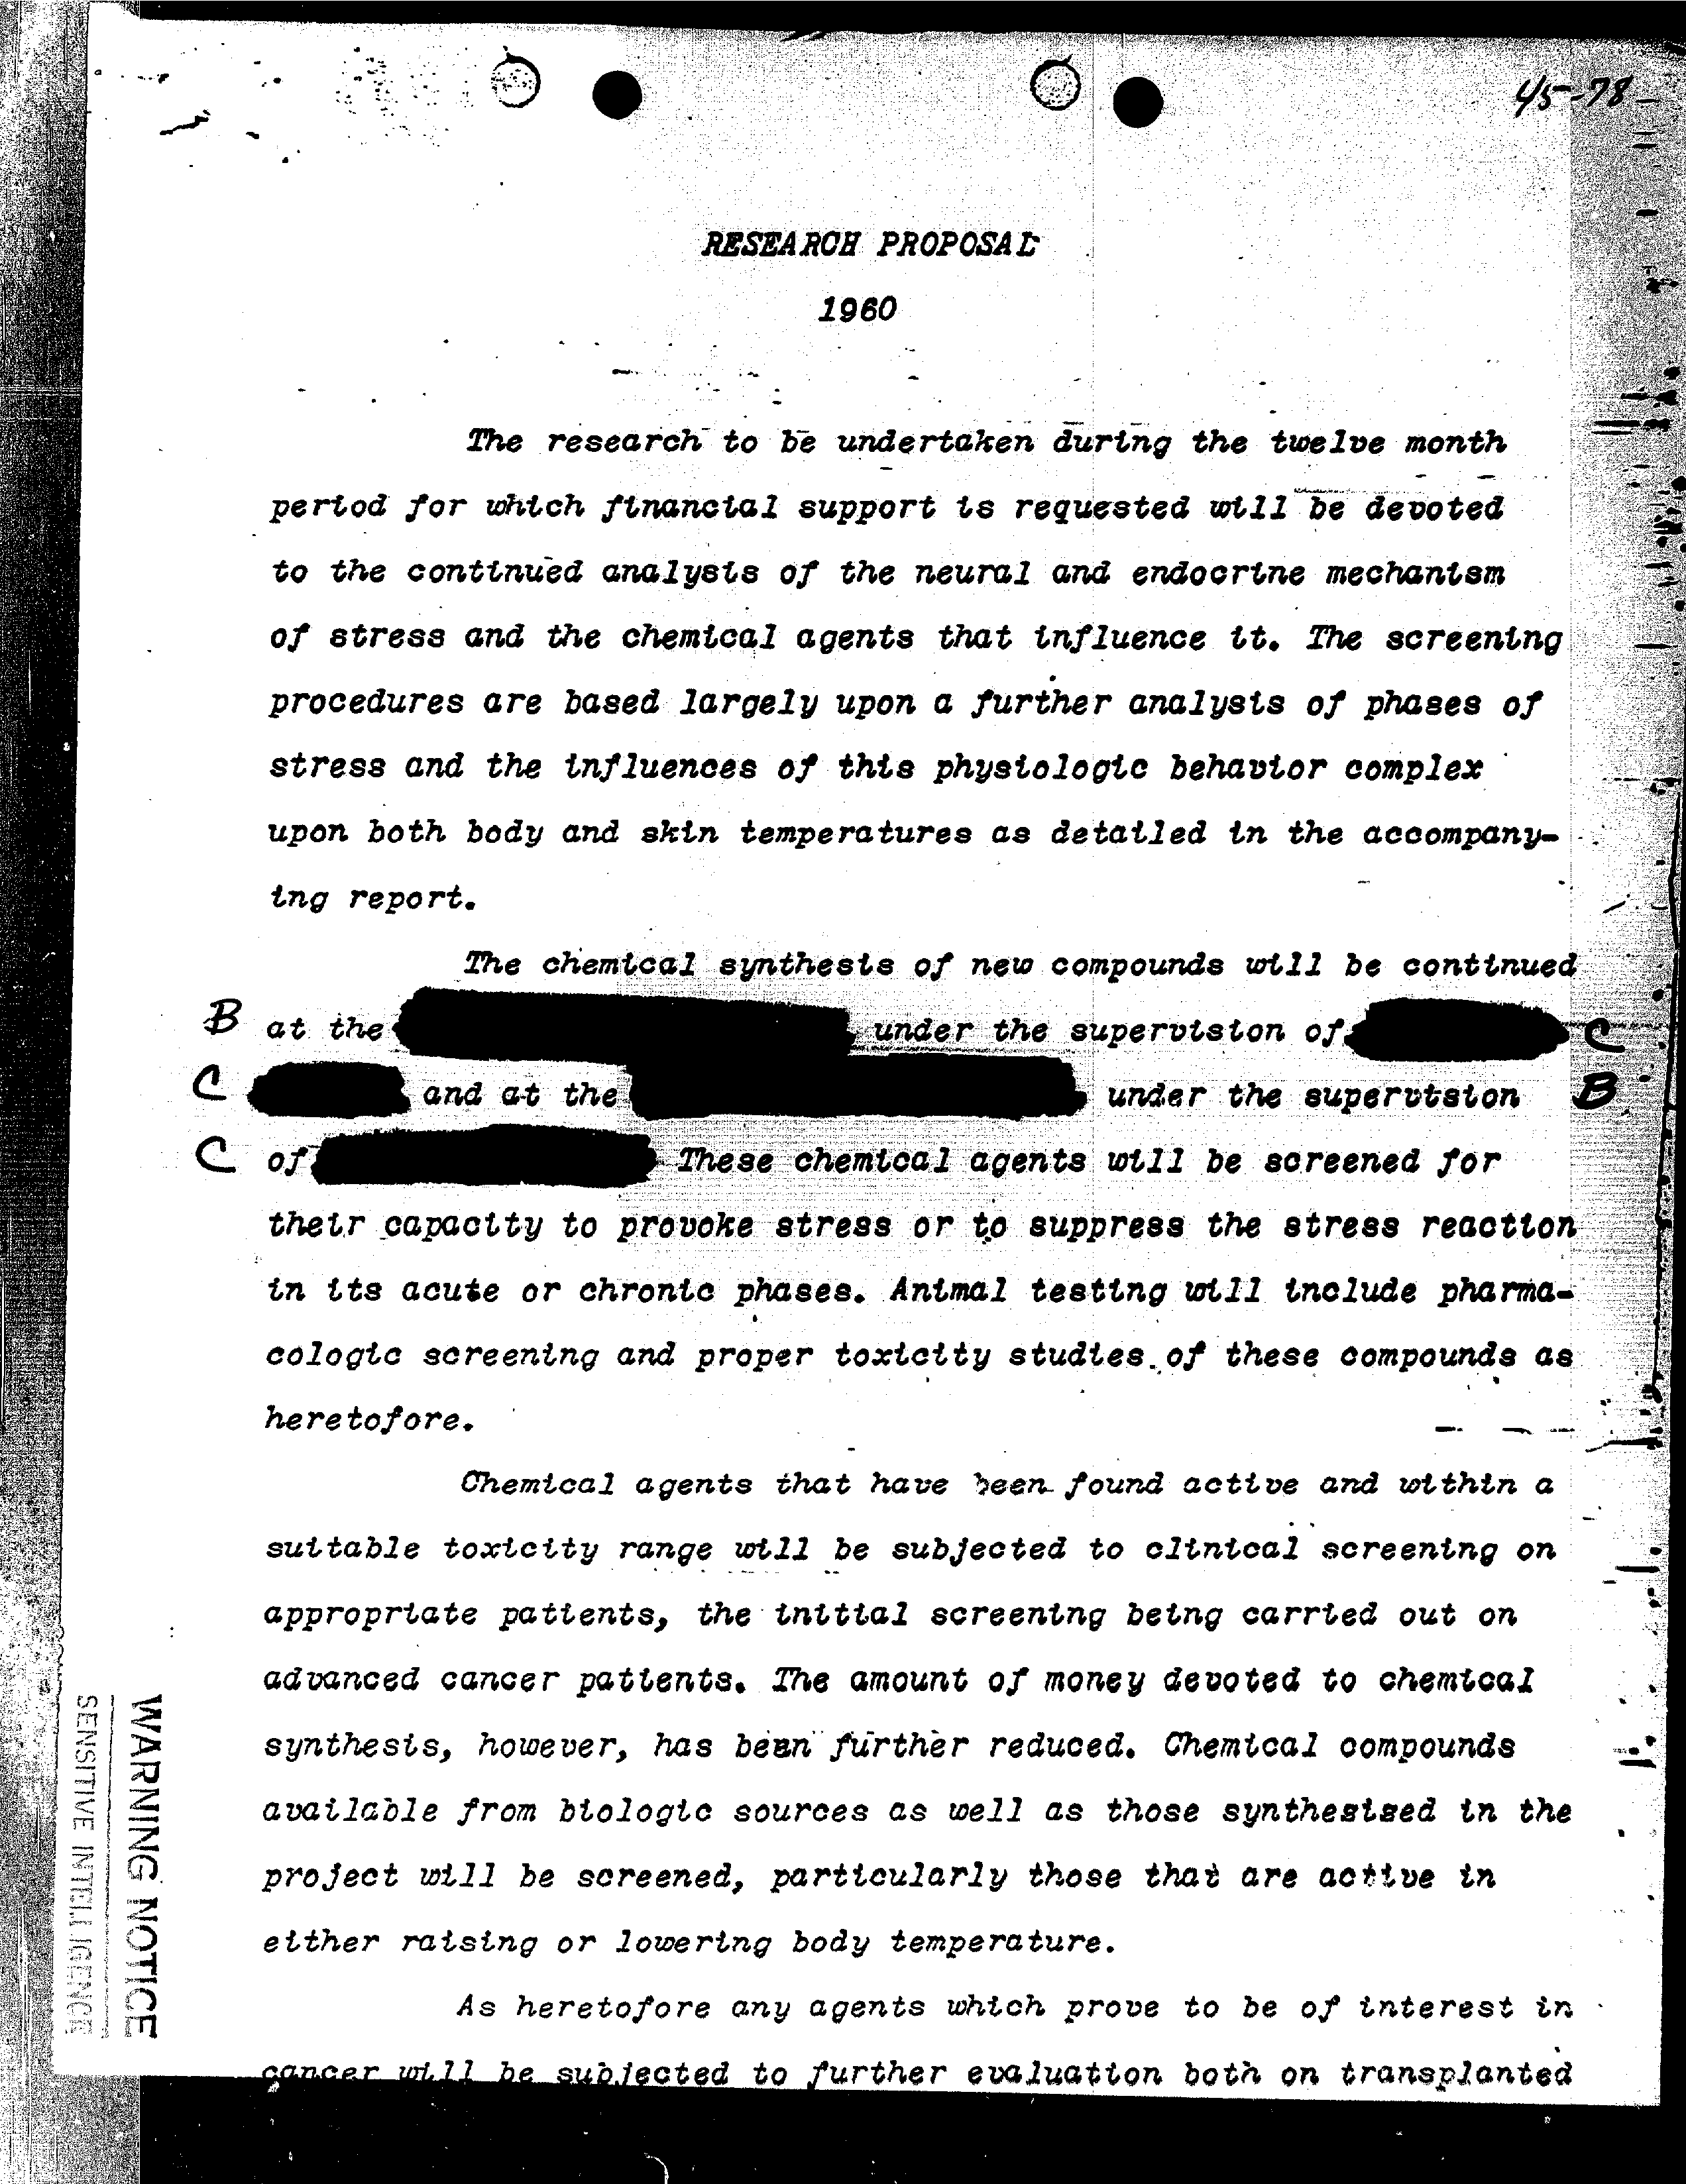 45-78
RESEARCH PROPOSAL
1960
The research to be undertaken during the twelve month
period for which financial support is requested will be devoted
to the continued analysis of the neural and endocrine mechanism
of stress and the chemical agents that influence it. The screening
procedures are based largely upon a further analysis of phases of
stress and the influences of this physiologic behavior complex
upon both body and skin temperatures as detailed in the accompany-
ing report.
The chemical synthesis of new compounds will be continued
B at the under the supervision of C
C and at the under the supervision B
C of These chemical agents will be screened for
their capacity to provoke stress or to suppress the stress reaction
in its acute or chronic phases. Animal testing will include pharma-
cologic screening and proper toxicity studies of these compounds as
heretofore.
Chemical agents that have been found active and within a
suitable toxicity range will be subjected to clinical screening on
appropriate patients, the initial screening being carried out on
advanced cancer patients. The amount of money devoted to chemical
synthesis, however, has been further reduced. Chemical compounds
available from biologic sources as well as those synthesized in the
project will be screened, particularly those that are active in
either raising or lowering body temperature.
As heretofore any agents which prove to be of interest in
cancer will be subjected to further evaluation both on transplanted
WARNING NOTICE
SENSITIVE INTELLIGENCE